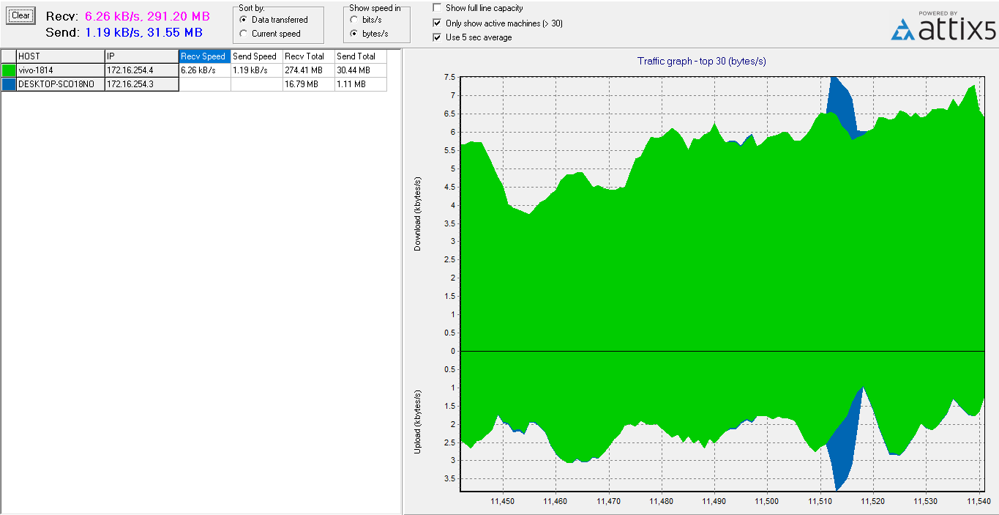 Clear
Recv: 6.26 kB/s, 291.20 MB
Send: 1.19 kB/s, 31.55 MB
Sort by:
Data transferred
Current speed
Show speed in
bits/s
bytes/s
Show full line capacity
Only show active machines (> 30)
Use 5 sec average
POWERED BY
attix5
HOST IP Recv Speed Send Speed Recv Total Send Total
vivo-1814 172.16.254.4 6.26 kB/s 1.19 kB/s 274.41 MB 30.44 MB
DESKTOP-SCO18NO 172.16.254.3 16.79 MB 1.11 MB
Traffic graph - top 30 (bytes/s)
Download (kbytes/s)
7.5
7
6.5
6
5.5
5
4.5
4
3.5
3
2.5
2
1.5
1
0.5
0
Upload (kbytes/s)
0.5
1
1.5
2
2.5
3
3.5
11,450 11,460 11,470 11,480 11,490 11,500 11,510 11,520 11,530 11,540